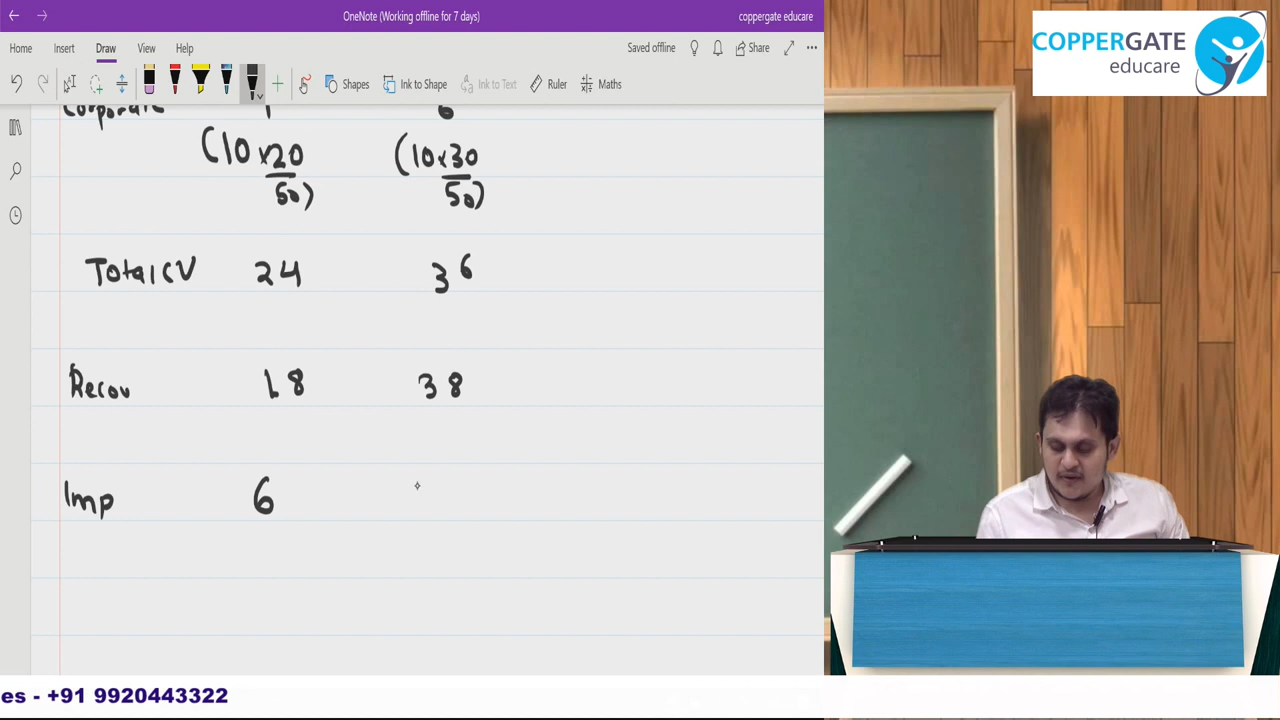 OneNote (Working offline for 7 days)
coppergate educare
Home Insert Draw View Help
Saved offline Share
Shapes Ink to Shape Ink to Text Ruler Maths
COPPERGATE
educare
Corporate
(10 x 20 / 50) (10 x 30 / 50)
Total CV 24 36
Recov 18 38
Imp 6
es - +91 9920443322